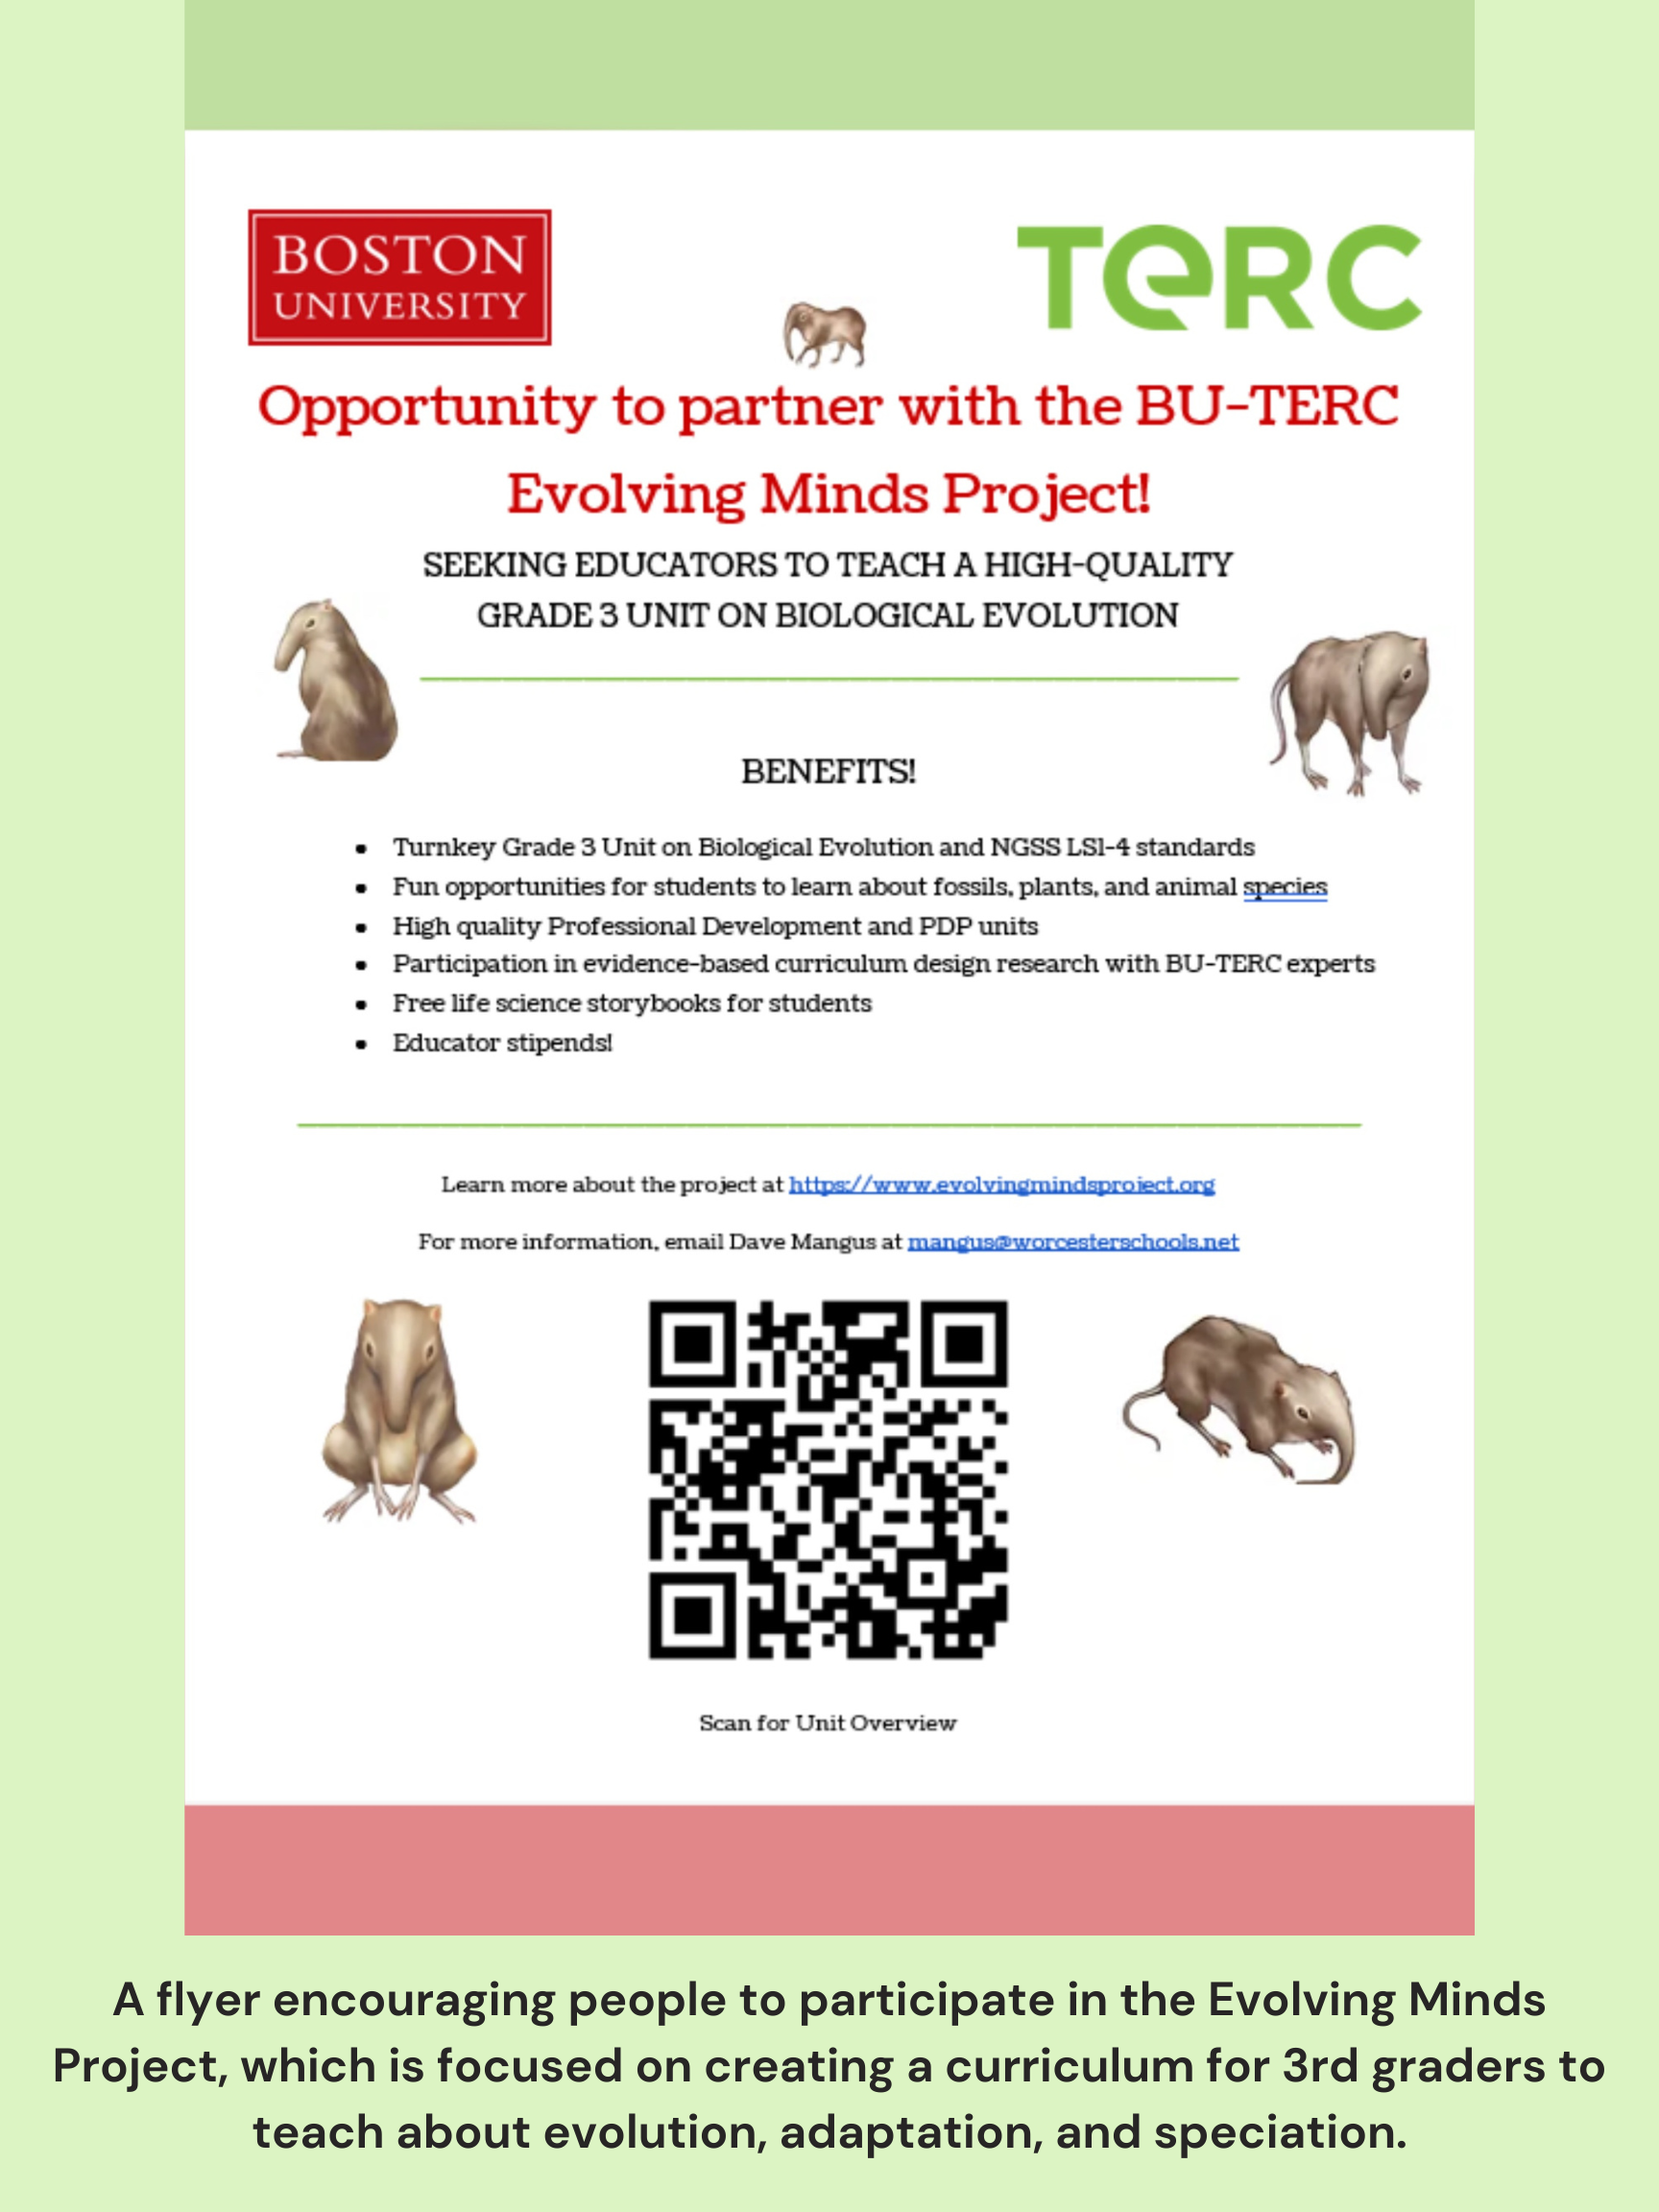 BOSTON
UNIVERSITY
TERC
Opportunity to partner with the BU-TERC
Evolving Minds Project!
SEEKING EDUCATORS TO TEACH A HIGH-QUALITY
GRADE 3 UNIT ON BIOLOGICAL EVOLUTION
BENEFITS!
• Turnkey Grade 3 Unit on Biological Evolution and NGSS LS1-4 standards
• Fun opportunities for students to learn about fossils, plants, and animal species
• High quality Professional Development and PDP units
• Participation in evidence-based curriculum design research with BU-TERC experts
• Free life science storybooks for students
• Educator stipends!
Learn more about the project at https://www.evolvingmindsproject.org
For more information, email Dave Mangus at mangus@worcesterschools.net
Scan for Unit Overview
A flyer encouraging people to participate in the Evolving Minds
Project, which is focused on creating a curriculum for 3rd graders to
teach about evolution, adaptation, and speciation.